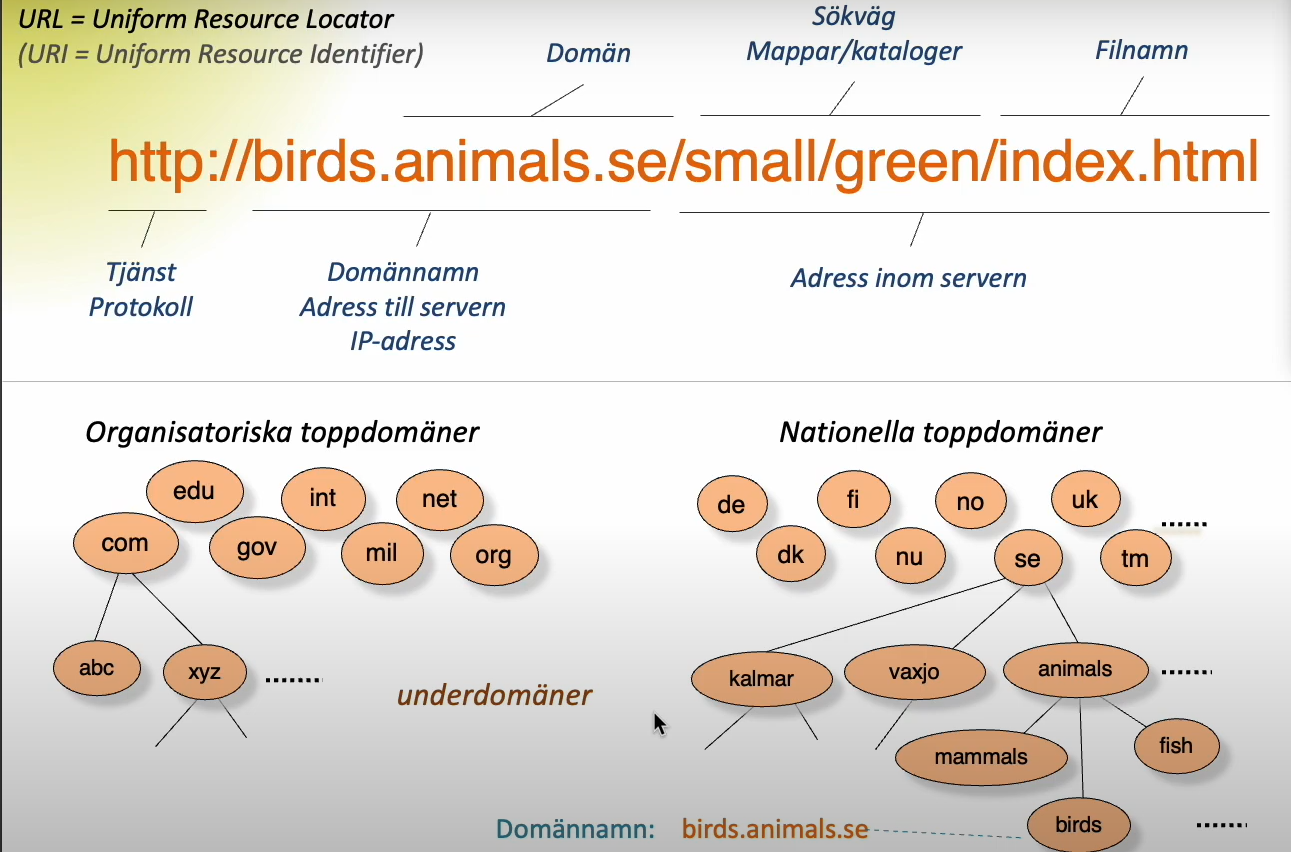 URL = Uniform Resource Locator
(URI = Uniform Resource Identifier)
Domän
Sökväg
Mappar/kataloger
Filnamn
http://birds.animals.se/small/green/index.html
Tjänst
Protokoll
Domännamn
Adress till servern
IP-adress
Adress inom servern
Organisatoriska toppdomäner
edu
int
net
com
gov
mil
org
abc
xyz
........
underdomäner
Nationella toppdomäner
de
fi
no
uk
......
dk
nu
se
tm
kalmar
vaxjo
animals
.......
mammals
fish
birds
.......
Domännamn: birds.animals.se